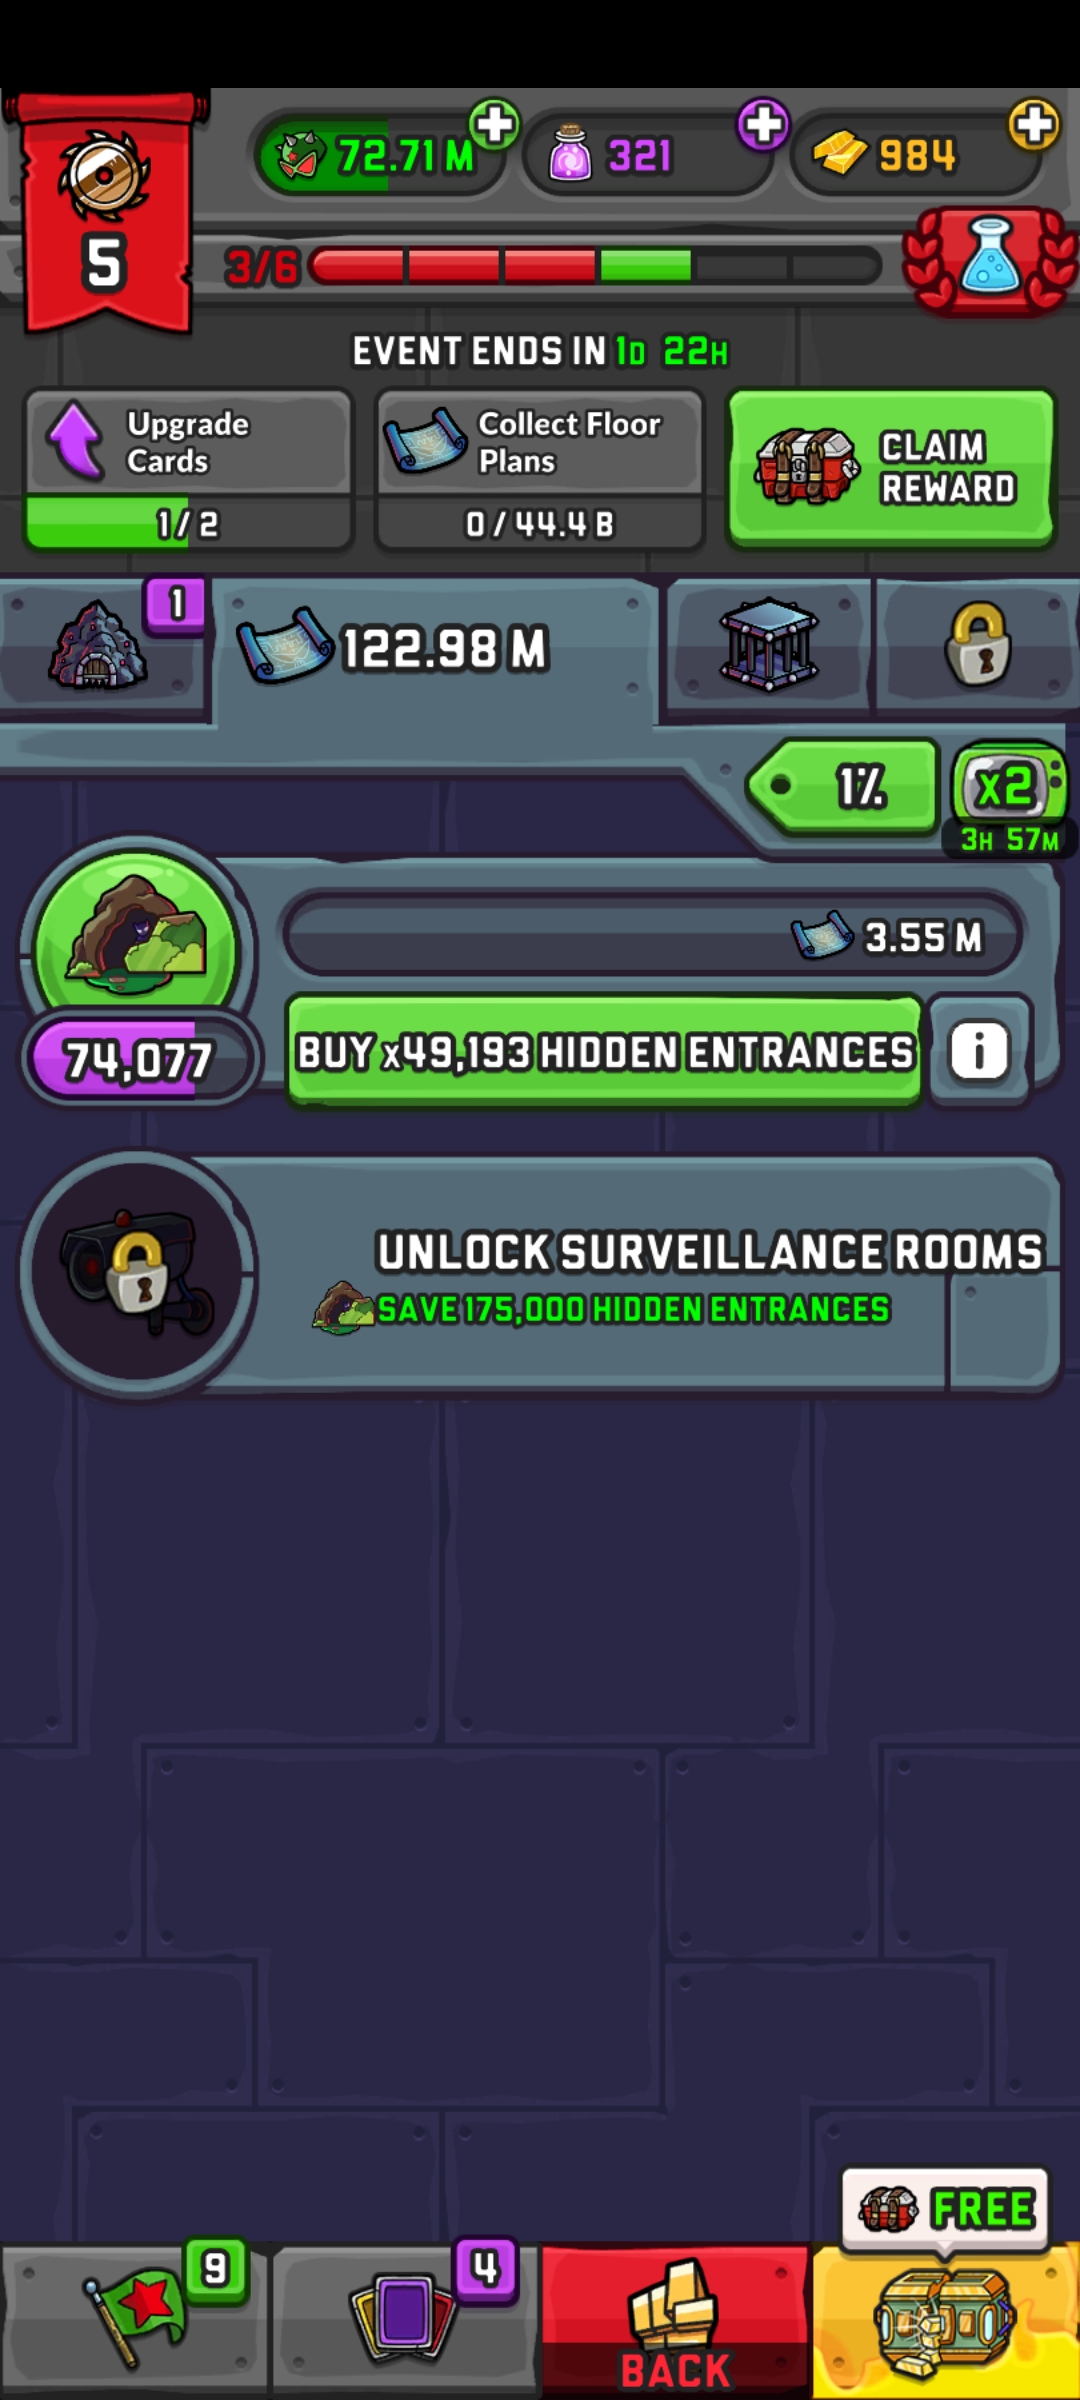 72.71 M
321
984
5
3/6
EVENT ENDS IN 1D 22H
Upgrade
Cards
1 / 2
Collect Floor
Plans
0 / 44.4 B
CLAIM
REWARD
1
122.98 M
1%
x2
3H 57M
3.55 M
74,077
BUY x49,193 HIDDEN ENTRANCES
i
UNLOCK SURVEILLANCE ROOMS
SAVE 175,000 HIDDEN ENTRANCES
FREE
9
4
BACK